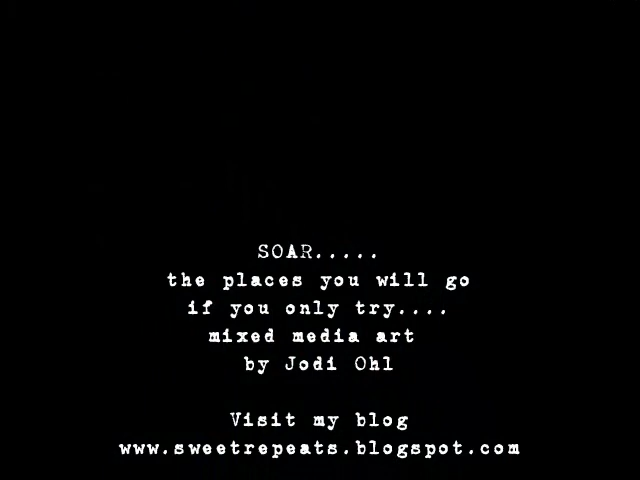 SOAR.....
the places you will go
if you only try....
mixed media art
by Jodi Ohl
Visit my blog
www.sweetrepeats.blogspot.com